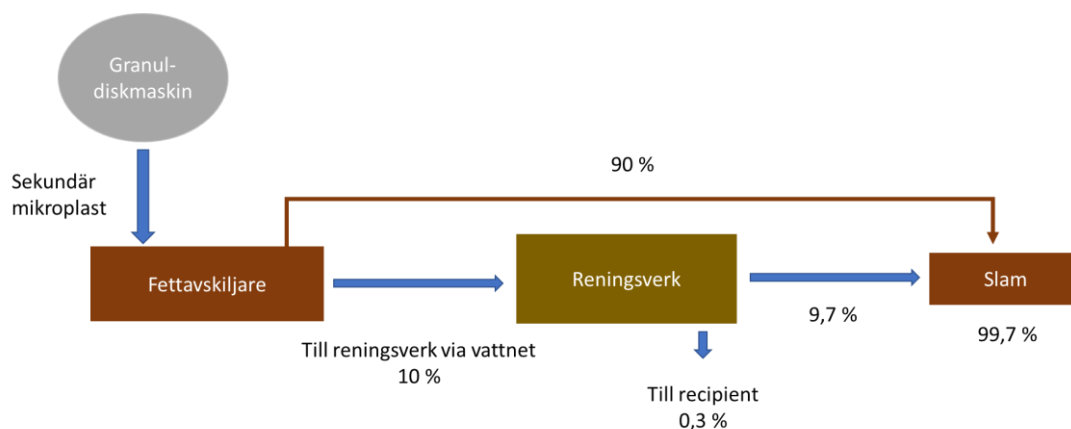 Granul-
diskmaskin
Sekundär
mikroplast
90 %
Fettavskiljare
Reningsverk
Slam
Till reningsverk via vattnet
10 %
9,7 %
99,7 %
Till recipient
0,3 %